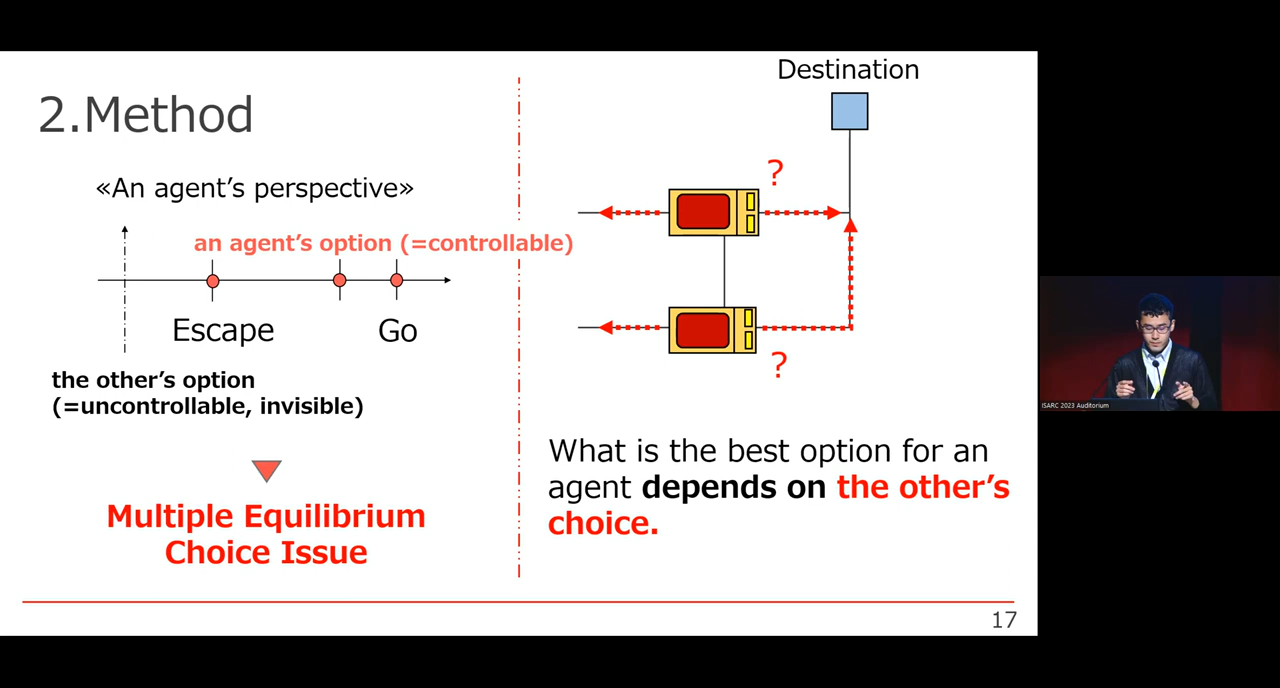 2.Method
«An agent's perspective»
an agent's option (=controllable)
Escape
Go
the other's option
(=uncontrollable, invisible)
Multiple Equilibrium
Choice Issue
Destination
?
?
What is the best option for an
agent depends on the other's
choice.
17
ISARC 2023 Auditorium